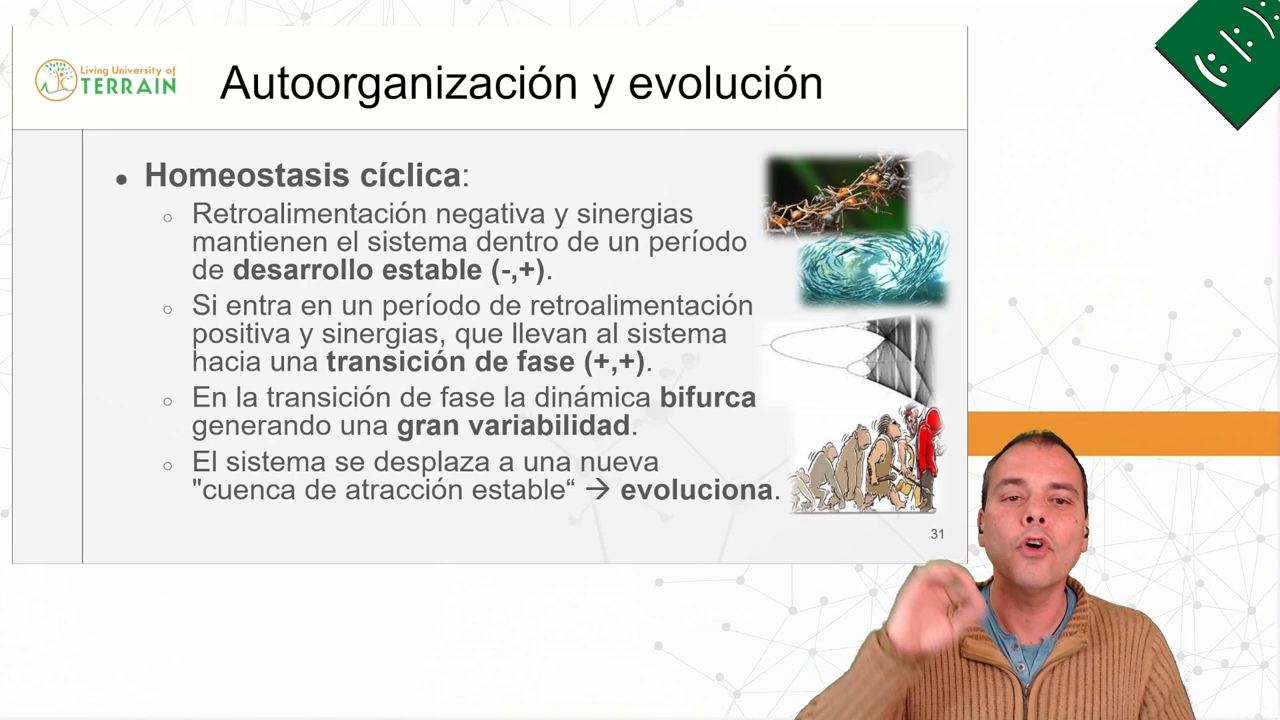 Living University of
TERRAIN
Autoorganización y evolución
● Homeostasis cíclica:
○ Retroalimentación negativa y sinergias
mantienen el sistema dentro de un período
de desarrollo estable (-,+).
○ Si entra en un período de retroalimentación
positiva y sinergias, que llevan al sistema
hacia una transición de fase (+,+).
○ En la transición de fase la dinámica bifurca
generando una gran variabilidad.
○ El sistema se desplaza a una nueva
"cuenca de atracción estable“ → evoluciona.
31
(:|:)